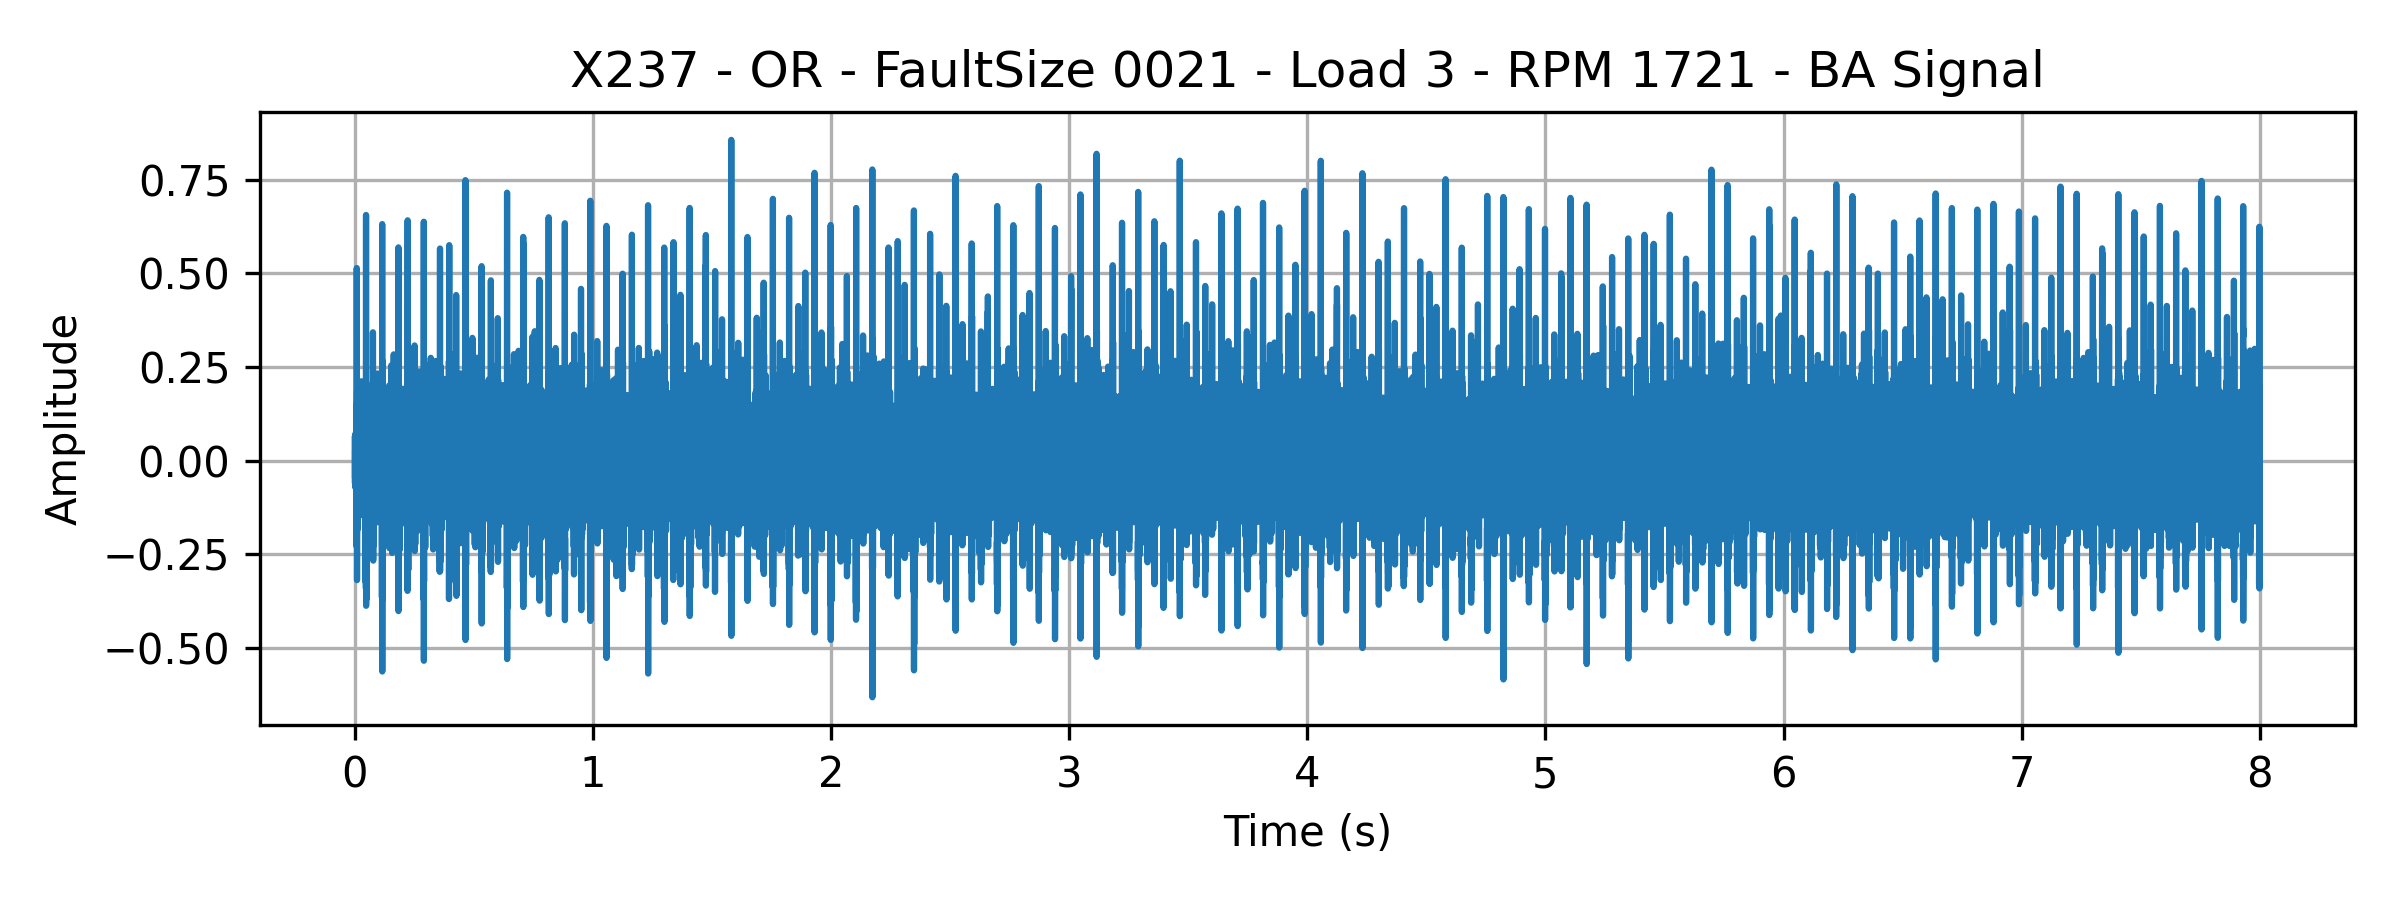 X237 - OR - FaultSize 0021 - Load 3 - RPM 1721 - BA Signal
Amplitude
0.75
0.50
0.25
0.00
−0.25
−0.50
0 1 2 3 4 5 6 7 8
Time (s)